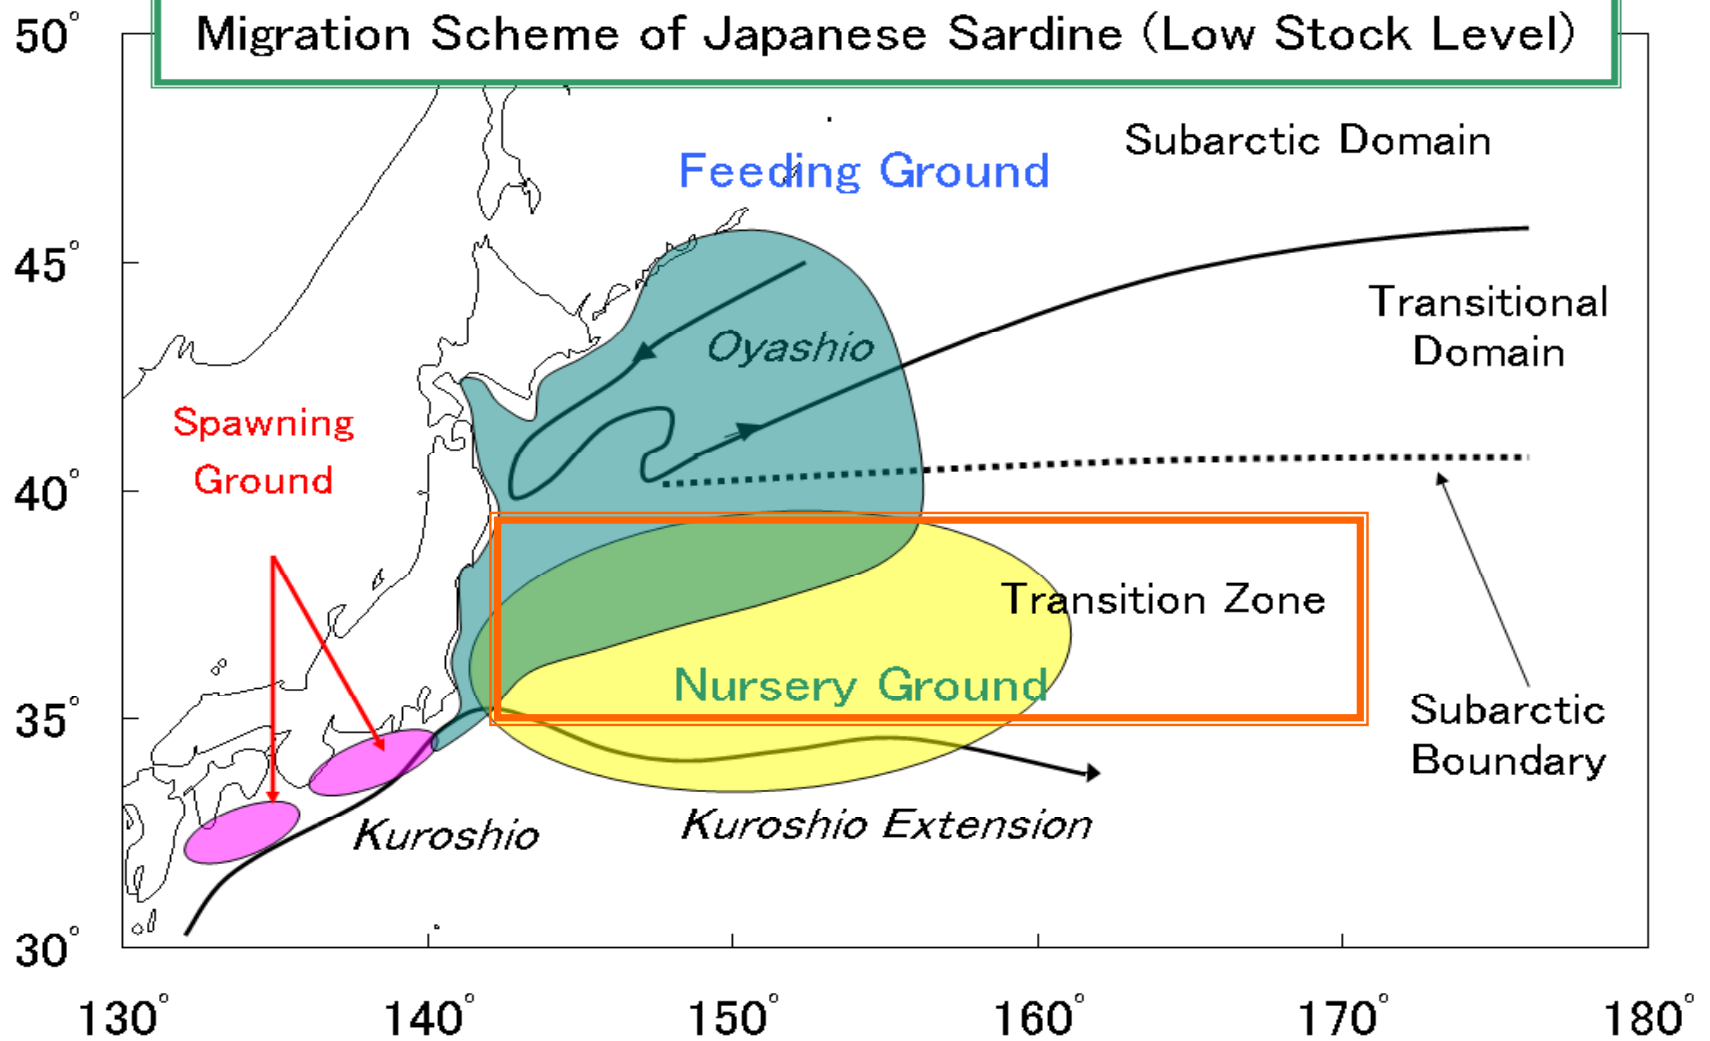 Migration Scheme of Japanese Sardine (Low Stock Level)
50°
Subarctic Domain
Feeding Ground
45°
Transitional
Domain
Oyashio
Spawning
Ground
40°
Transition Zone
Nursery Ground
35°
Subarctic
Boundary
Kuroshio
Kuroshio Extension
30°
130° 140° 150° 160° 170° 180°